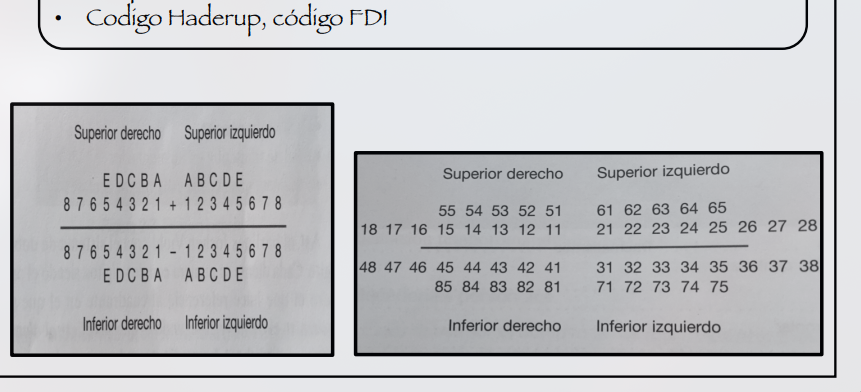 • Codigo Haderup, código FDI
Superior derecho Superior izquierdo
E D C B A A B C D E
8 7 6 5 4 3 2 1 + 1 2 3 4 5 6 7 8
8 7 6 5 4 3 2 1 – 1 2 3 4 5 6 7 8
E D C B A A B C D E
Inferior derecho Inferior izquierdo
Superior derecho Superior izquierdo
55 54 53 52 51 61 62 63 64 65
18 17 16 15 14 13 12 11 21 22 23 24 25 26 27 28
48 47 46 45 44 43 42 41 31 32 33 34 35 36 37 38
85 84 83 82 81 71 72 73 74 75
Inferior derecho Inferior izquierdo